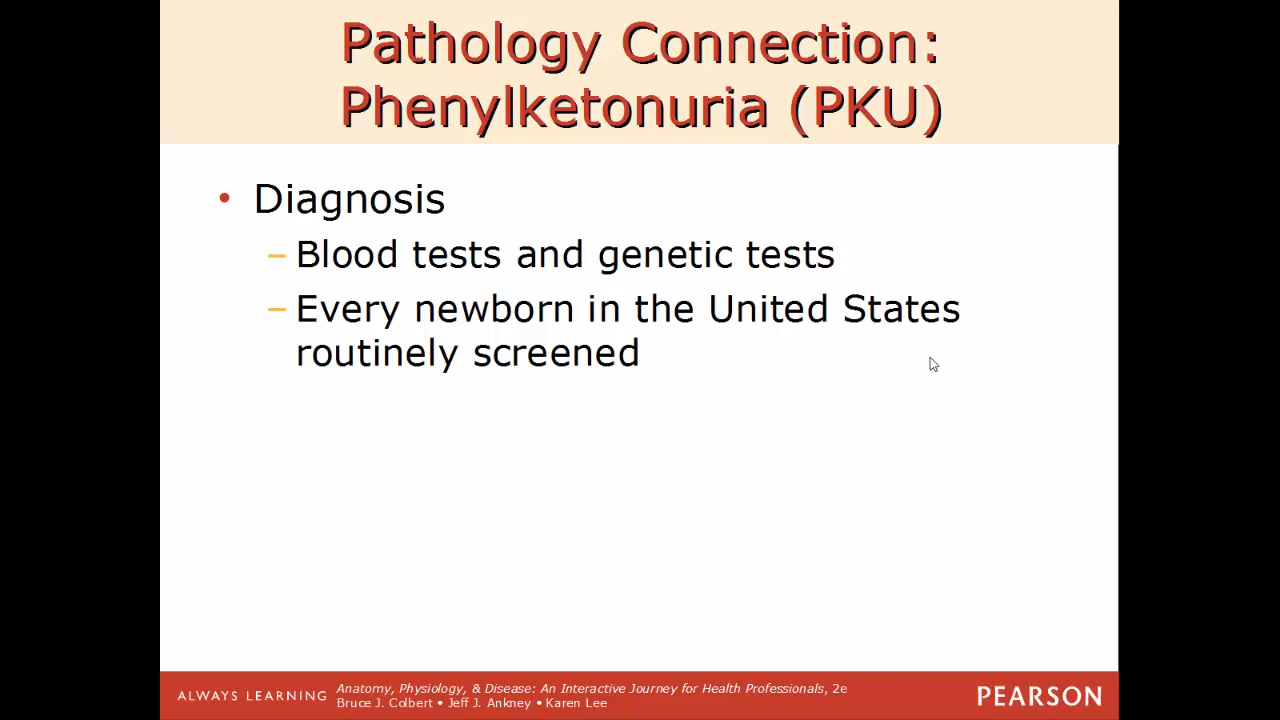 Pathology Connection:
Phenylketonuria (PKU)
• Diagnosis
– Blood tests and genetic tests
– Every newborn in the United States
routinely screened
ALWAYS LEARNING
Anatomy, Physiology, & Disease: An Interactive Journey for Health Professionals, 2e
Bruce J. Colbert • Jeff J. Ankney • Karen Lee
PEARSON